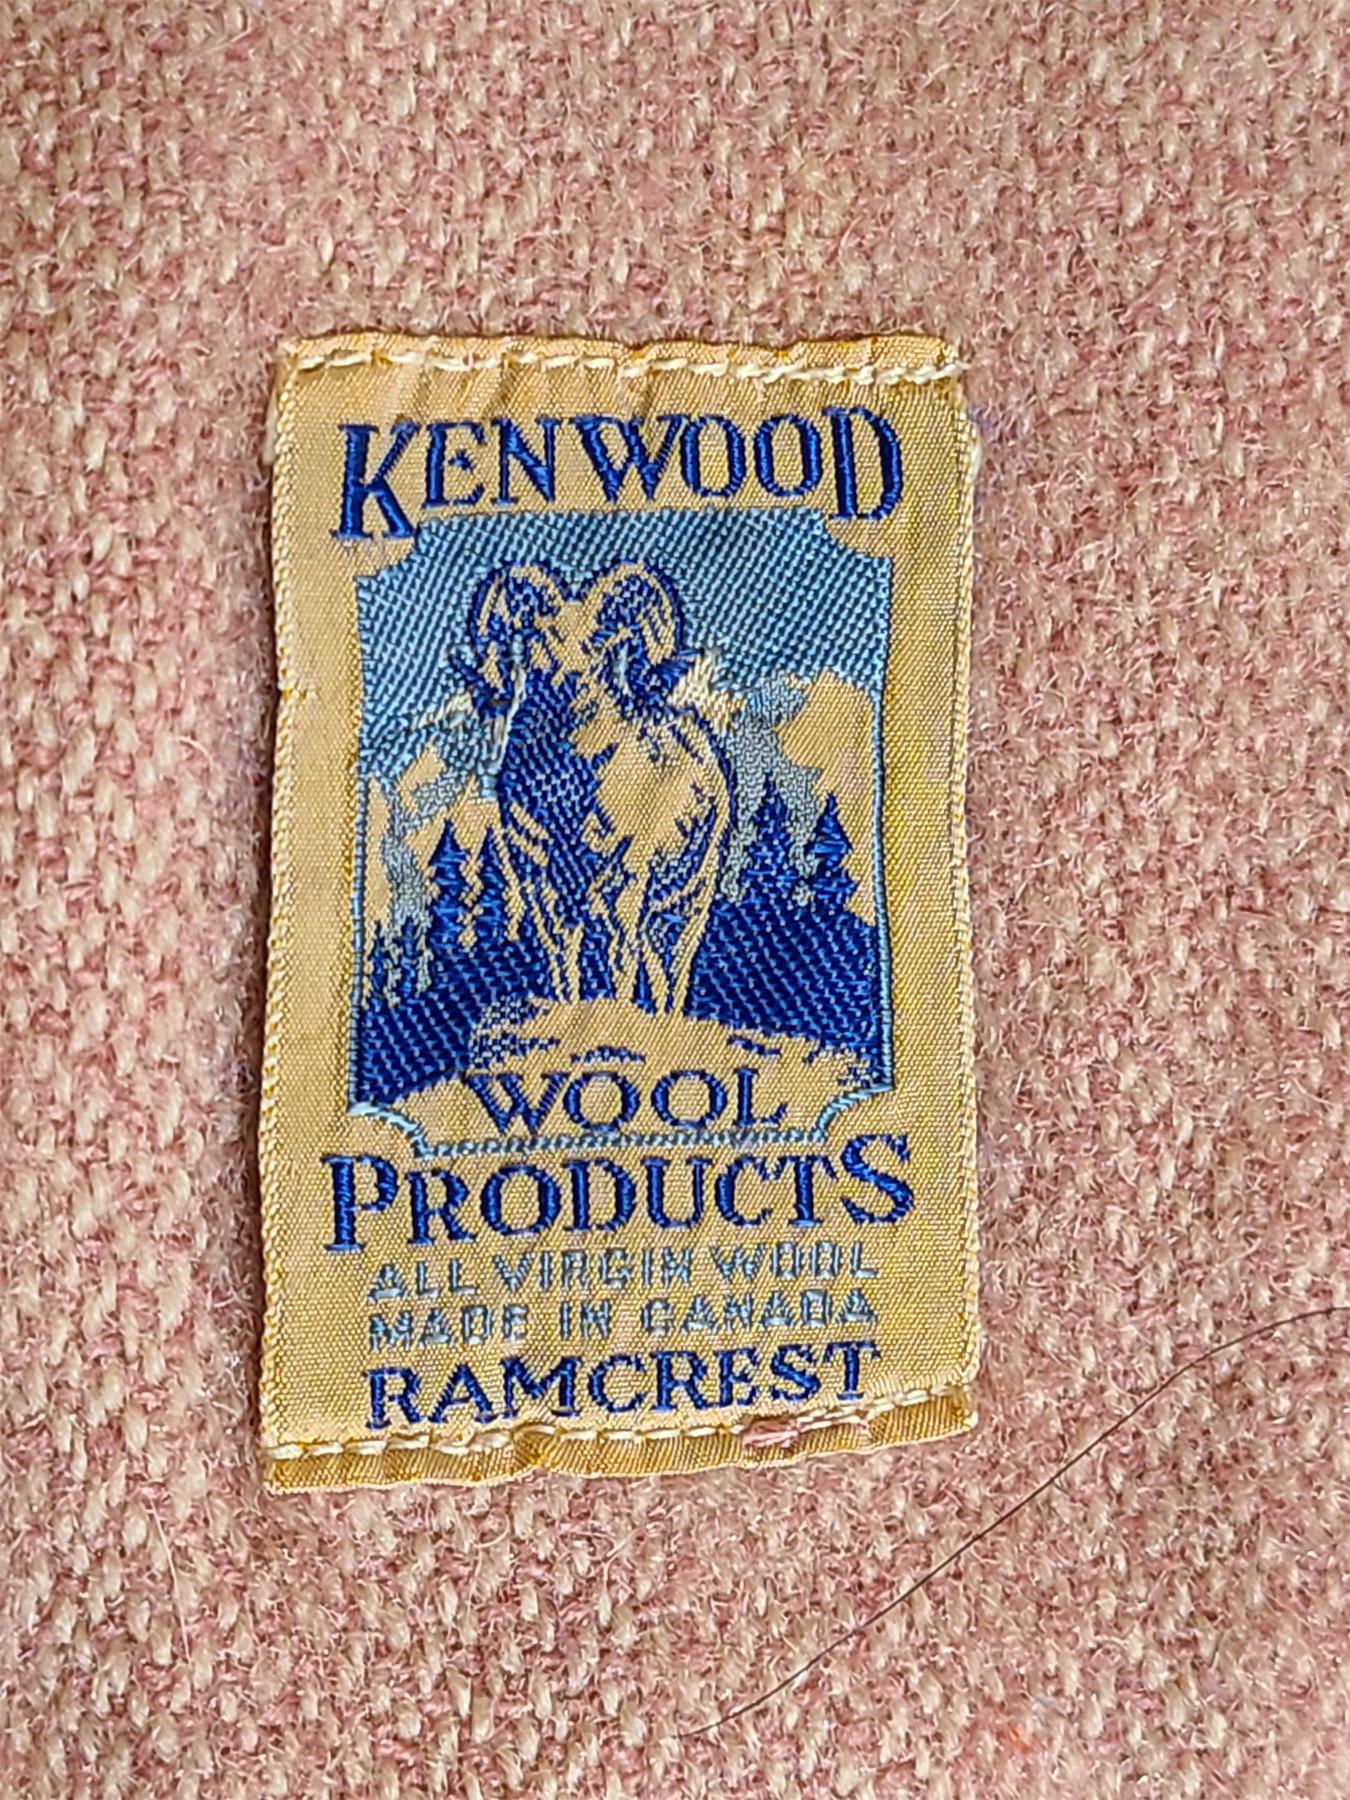 KENWOOD
WOOL
PRODUCTS
ALL VIRGIN WOOL
MADE IN CANADA
RAMCREST